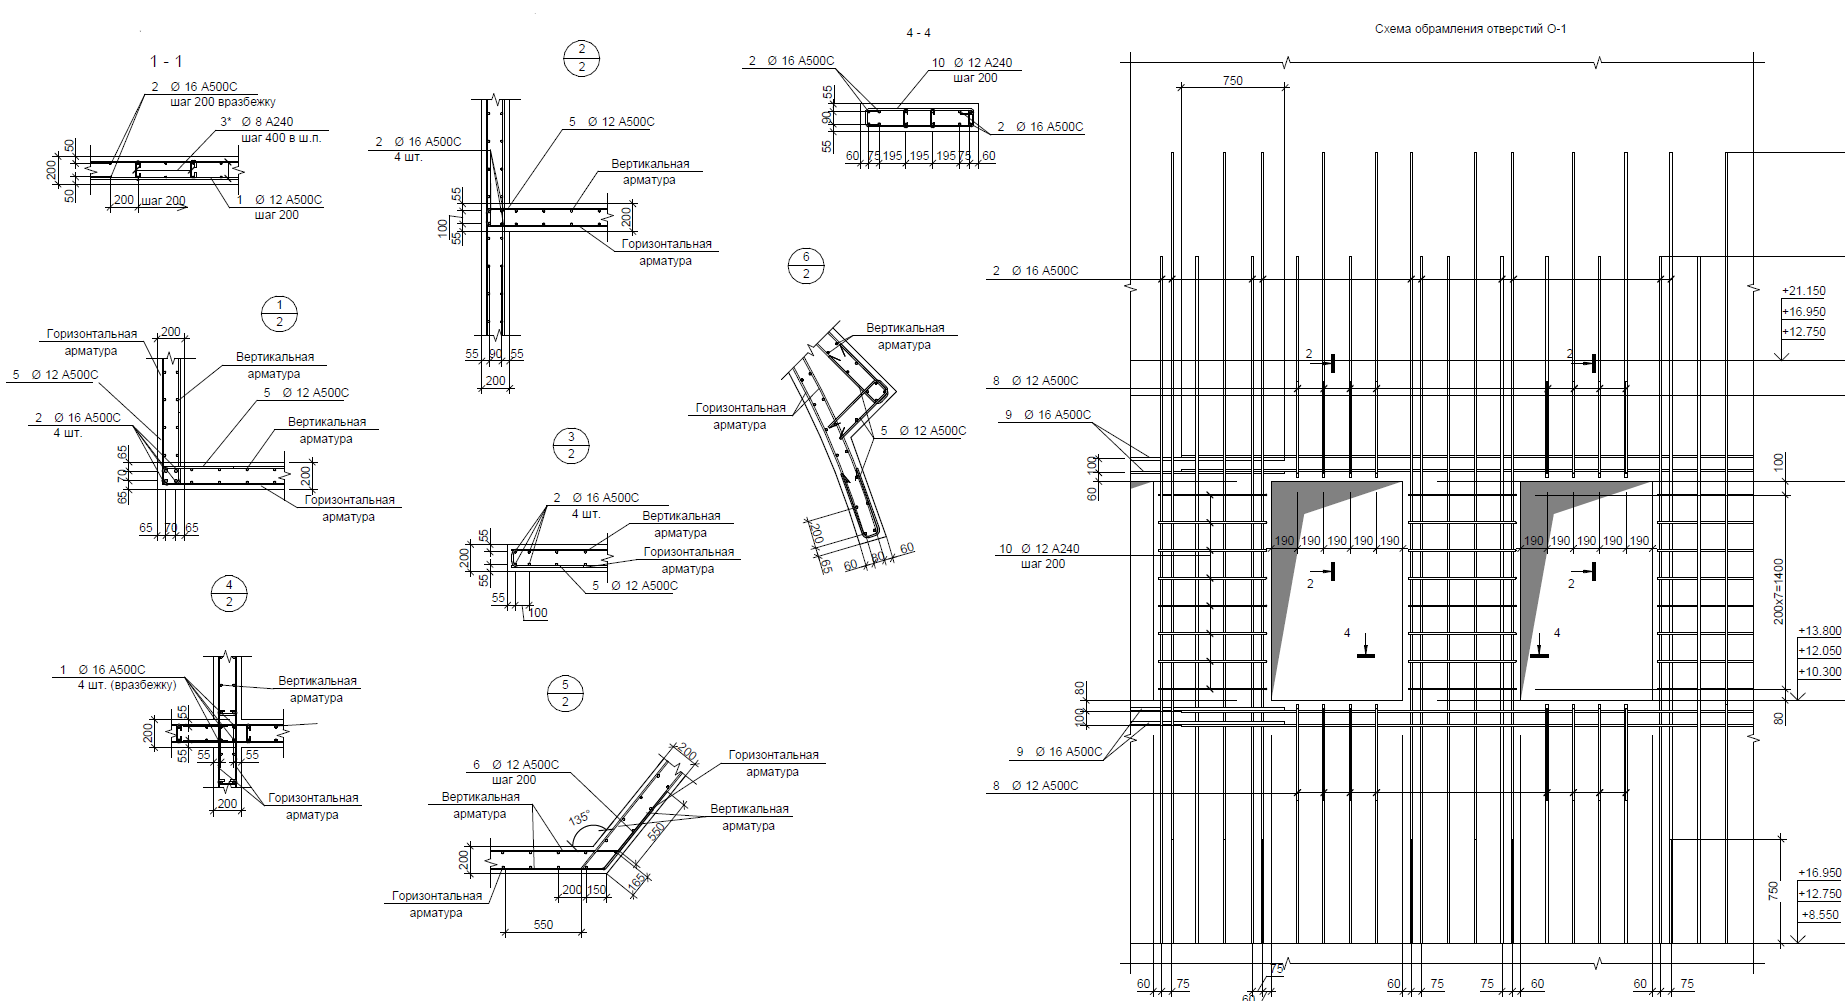 1 - 1
2 Ø 16 А500С
шаг 200 вразбежку
3* Ø 8 А240
шаг 400 в ш.п.
50
200
50
200
шаг 200
1 Ø 12 А500С
шаг 200
2
2
5 Ø 12 А500С
2 Ø 16 А500С
4 шт.
Вертикальная
арматура
55
100
55
200
Горизонтальная
арматура
55
90
55
200
4 - 4
2 Ø 16 А500С
10 Ø 12 А240
шаг 200
55
90
55
2 Ø 16 А500С
60
75
195
195
195
75
60
1
2
Горизонтальная
арматура
200
Вертикальная
арматура
5 Ø 12 А500С
5 Ø 12 А500С
2 Ø 16 А500С
4 шт.
Вертикальная
арматура
65
70
65
200
Горизонтальная
арматура
65
70
65
6
2
Вертикальная
арматура
Горизонтальная
арматура
5 Ø 12 А500С
200
65
60
80
60
3
2
2 Ø 16 А500С
4 шт.
Вертикальная
арматура
Горизонтальная
арматура
55
200
55
5 Ø 12 А500С
55
100
4
2
1 Ø 16 А500С
4 шт. (вразбежку)
Вертикальная
арматура
55
200
55
55
55
Горизонтальная
арматура
200
5
2
6 Ø 12 А500С
шаг 200
200
Горизонтальная
арматура
Вертикальная
арматура
Вертикальная
арматура
135°
550
200
165
Горизонтальная
арматура
200
150
550
Схема обрамления отверстий О-1
750
2 Ø 16 А500С
+21.150
+16.950
+12.750
2
2
8 Ø 12 А500С
9 Ø 16 А500С
100
60
100
10 Ø 12 А240
шаг 200
190
190
190
190
190
190
190
190
190
190
2
2
200x7=1400
4
4
+13.800
+12.050
+10.300
80
100
80
9 Ø 16 А500С
8 Ø 12 А500С
750
+16.950
+12.750
+8.550
60
75
75
60
60
75
75
60
60
75